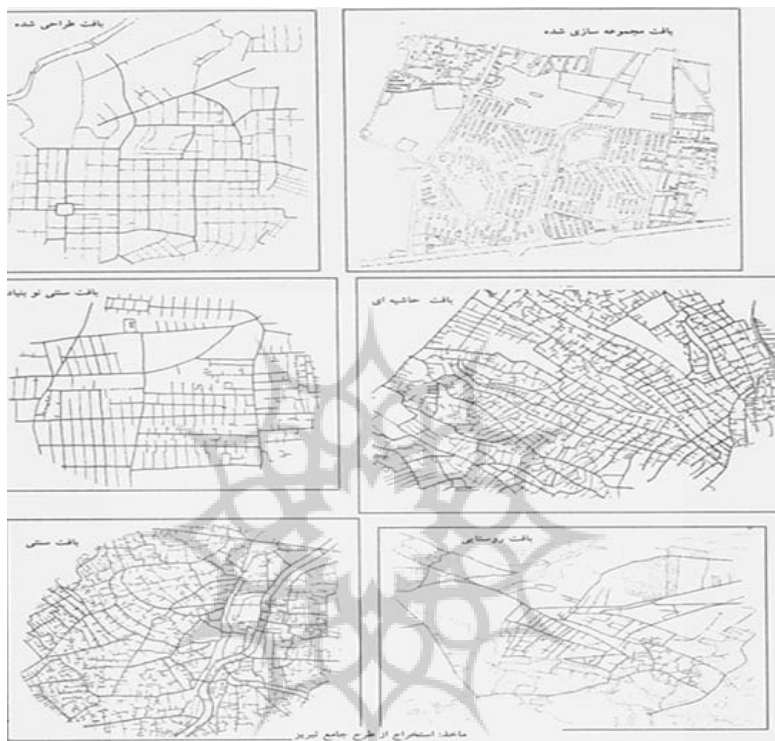 بافت مجموعه سازی شده
بافت طراحی شده
بافت حاشیه ای
بافت سنتی نو بنیاد
بافت روستایی
بافت سنتی
ماخذ: استخراج از طرح جامع تبریز